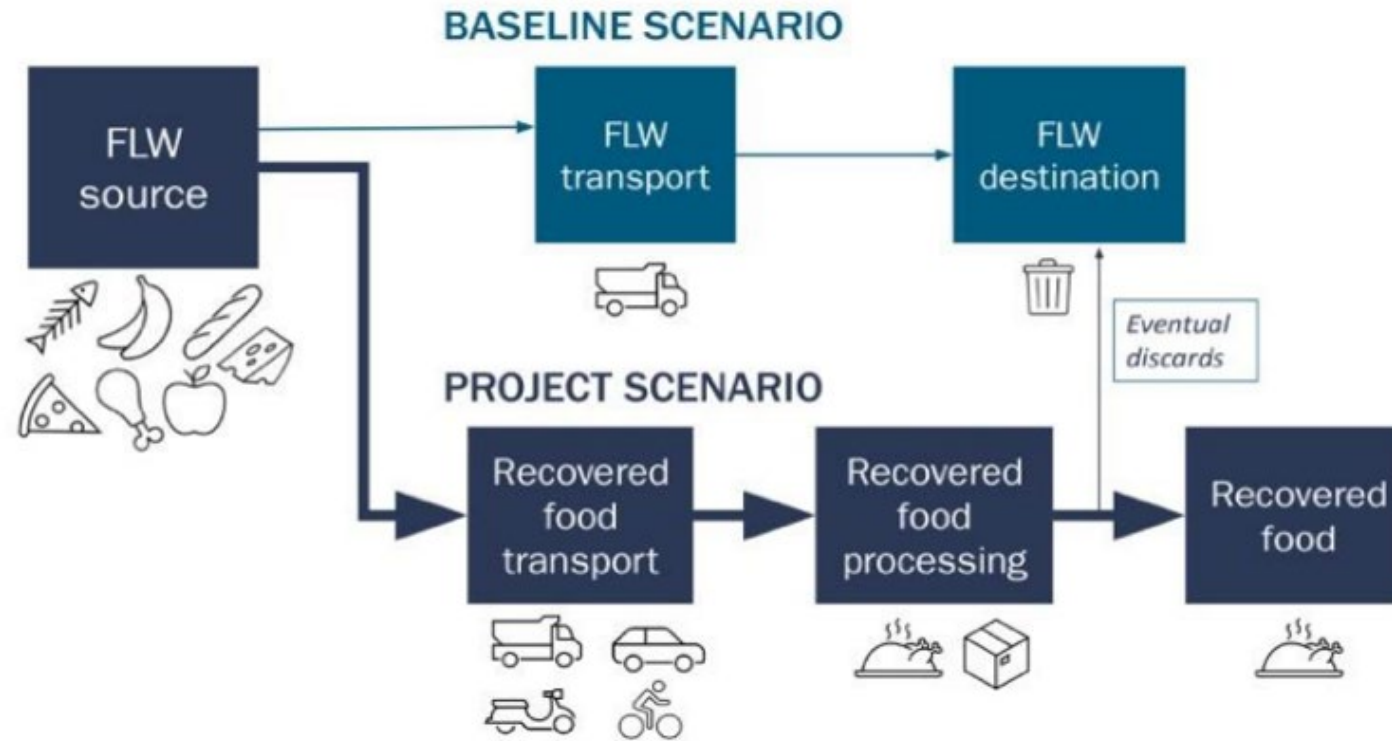 BASELINE SCENARIO
FLW
source
FLW
transport
FLW
destination
Eventual
discards
PROJECT SCENARIO
Recovered
food
transport
Recovered
food
processing
Recovered
food